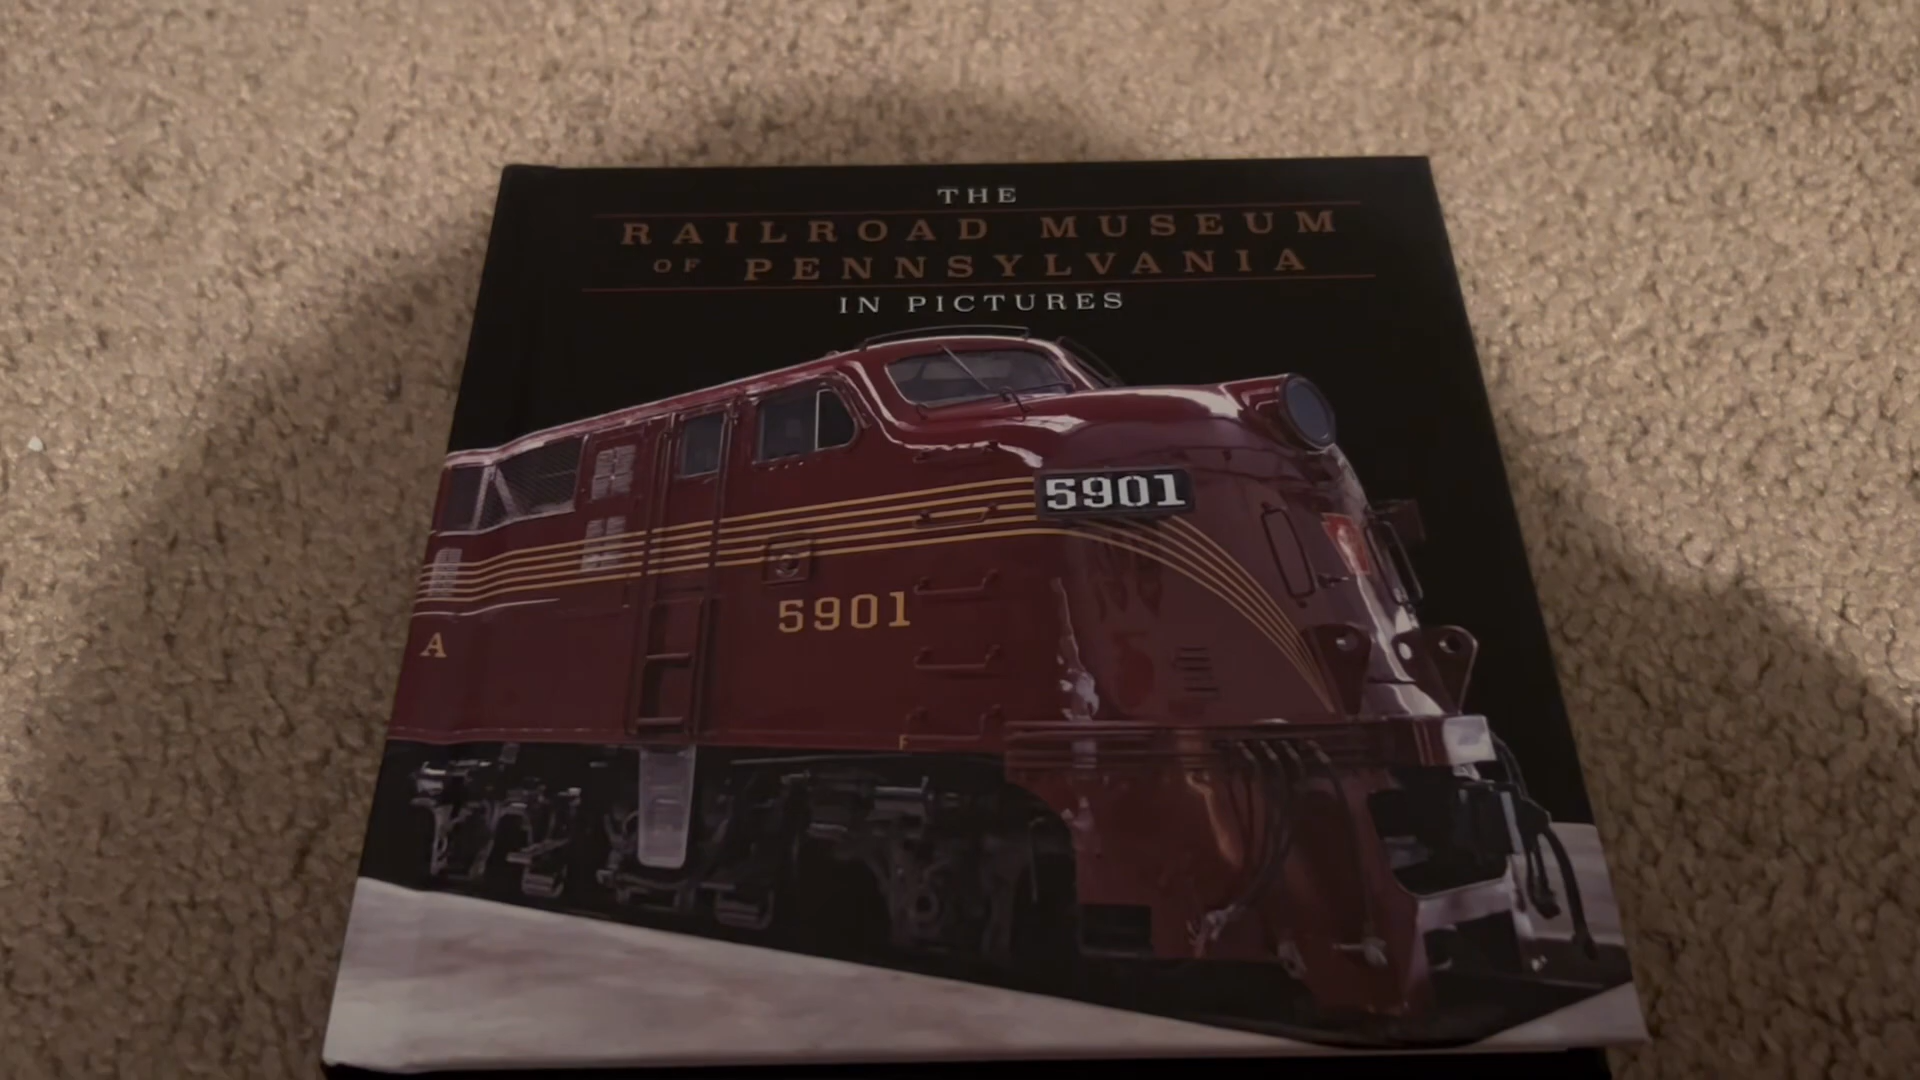 THE
RAILROAD MUSEUM
OF PENNSYLVANIA
IN PICTURES
5901
5901
A
F